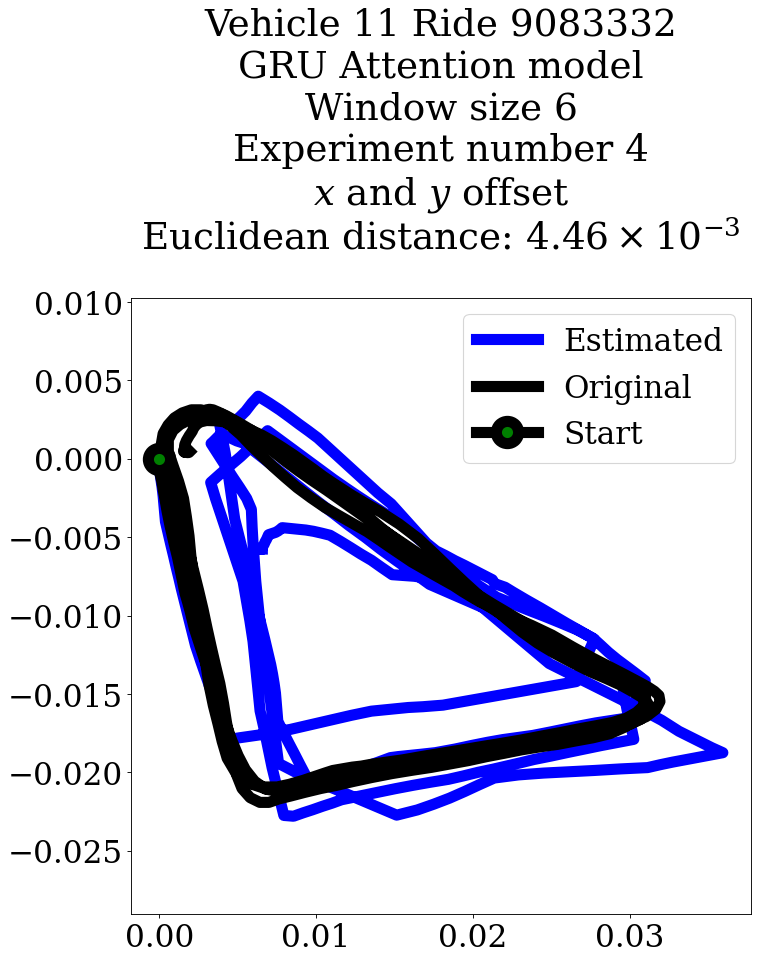 Vehicle 11 Ride 9083332
GRU Attention model
Window size 6
Experiment number 4
x and y offset
Euclidean distance: 4.46 × 10⁻³
0.010
Estimated
0.005
Original
0.000
Start
−0.005
−0.010
−0.015
−0.020
−0.025
0.00 0.01 0.02 0.03